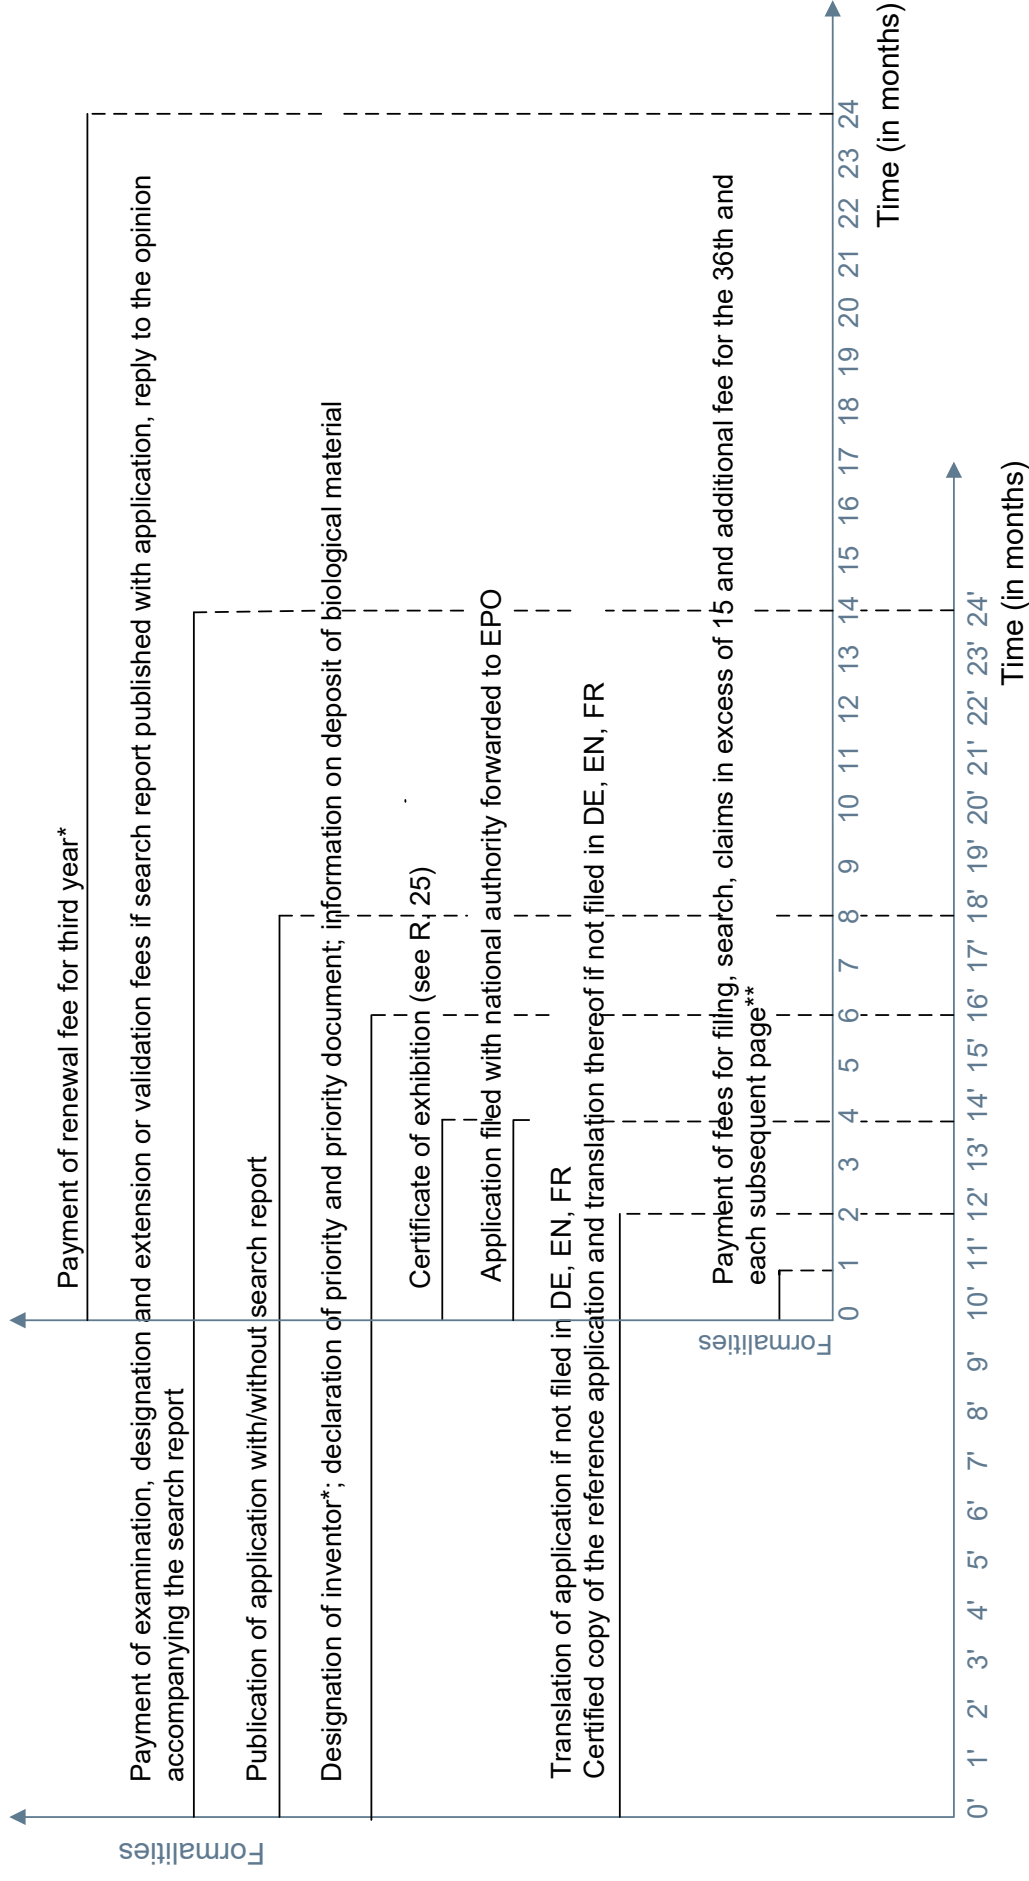 Formalities
Payment of renewal fee for third year*
Payment of examination, designation and extension or validation fees if search report published with application, reply to the opinion
accompanying the search report
Publication of application with/without search report
Designation of inventor*; declaration of priority and priority document; information on deposit of biological material
Certificate of exhibition (see R. 25)
Application filed with national authority forwarded to EPO
Translation of application if not filed in DE, EN, FR
Certified copy of the reference application and translation thereof if not filed in DE, EN, FR
Payment of fees for filing, search, claims in excess of 15 and additional fee for the 36th and
each subsequent page**
Formalities
0 1 2 3 4 5 6 7 8 9 10 11 12 13 14 15 16 17 18 19 20 21 22 23 24
Time (in months)
0' 1' 2' 3' 4' 5' 6' 7' 8' 9' 10' 11' 12' 13' 14' 15' 16' 17' 18' 19' 20' 21' 22' 23' 24'
Time (in months)